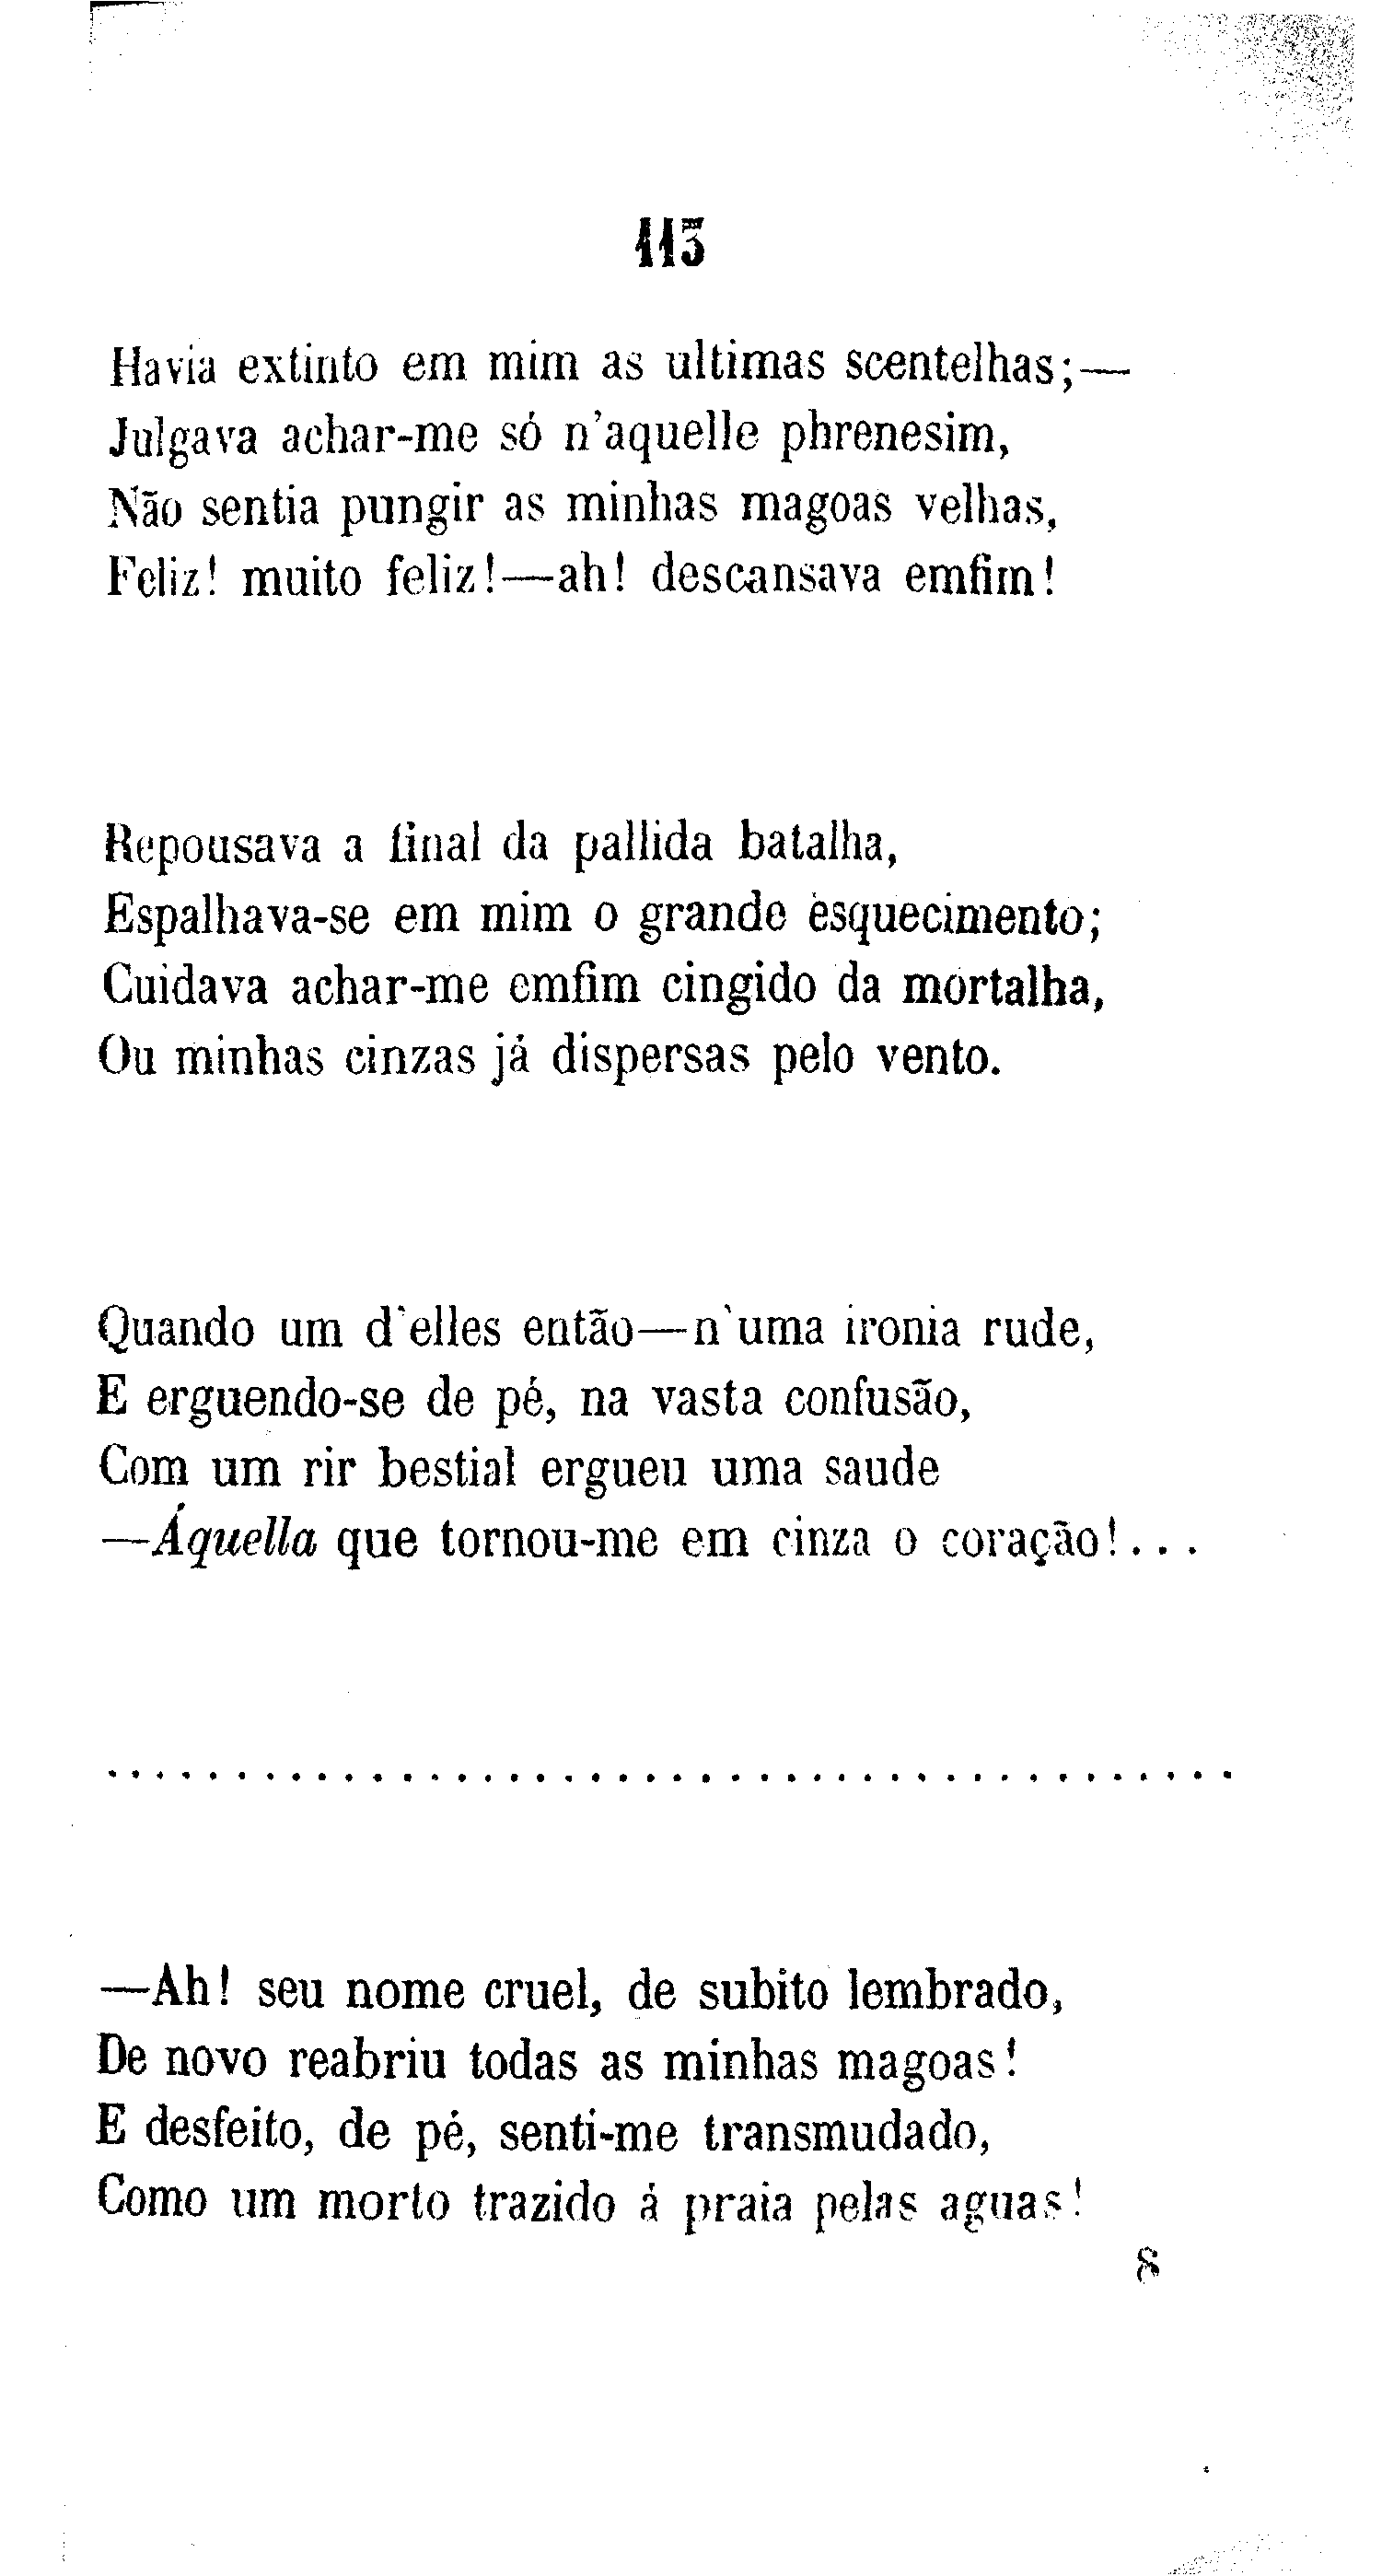 113
Havia extinto em mim as ultimas scentelhas;—
Julgava achar-me só n'aquelle phrenesim,
Não sentia pungir as minhas magoas velhas,
Feliz! muito feliz!—ah! descansava emfim!
Repousava a final da pallida batalha,
Espalhava-se em mim o grande esquecimento;
Cuidava achar-me emfim cingido da mortalha,
Ou minhas cinzas já dispersas pelo vento.
Quando um d'elles então—n'uma ironia rude,
E erguendo-se de pé, na vasta confusão,
Com um rir bestial ergueu uma saude
—Áquella que tornou-me em cinza o coração!...
..........................................
—Ah! seu nome cruel, de subito lembrado,
De novo reabriu todas as minhas magoas!
E desfeito, de pé, senti-me transmudado,
Como um morto trazido á praia pelas aguas!
8